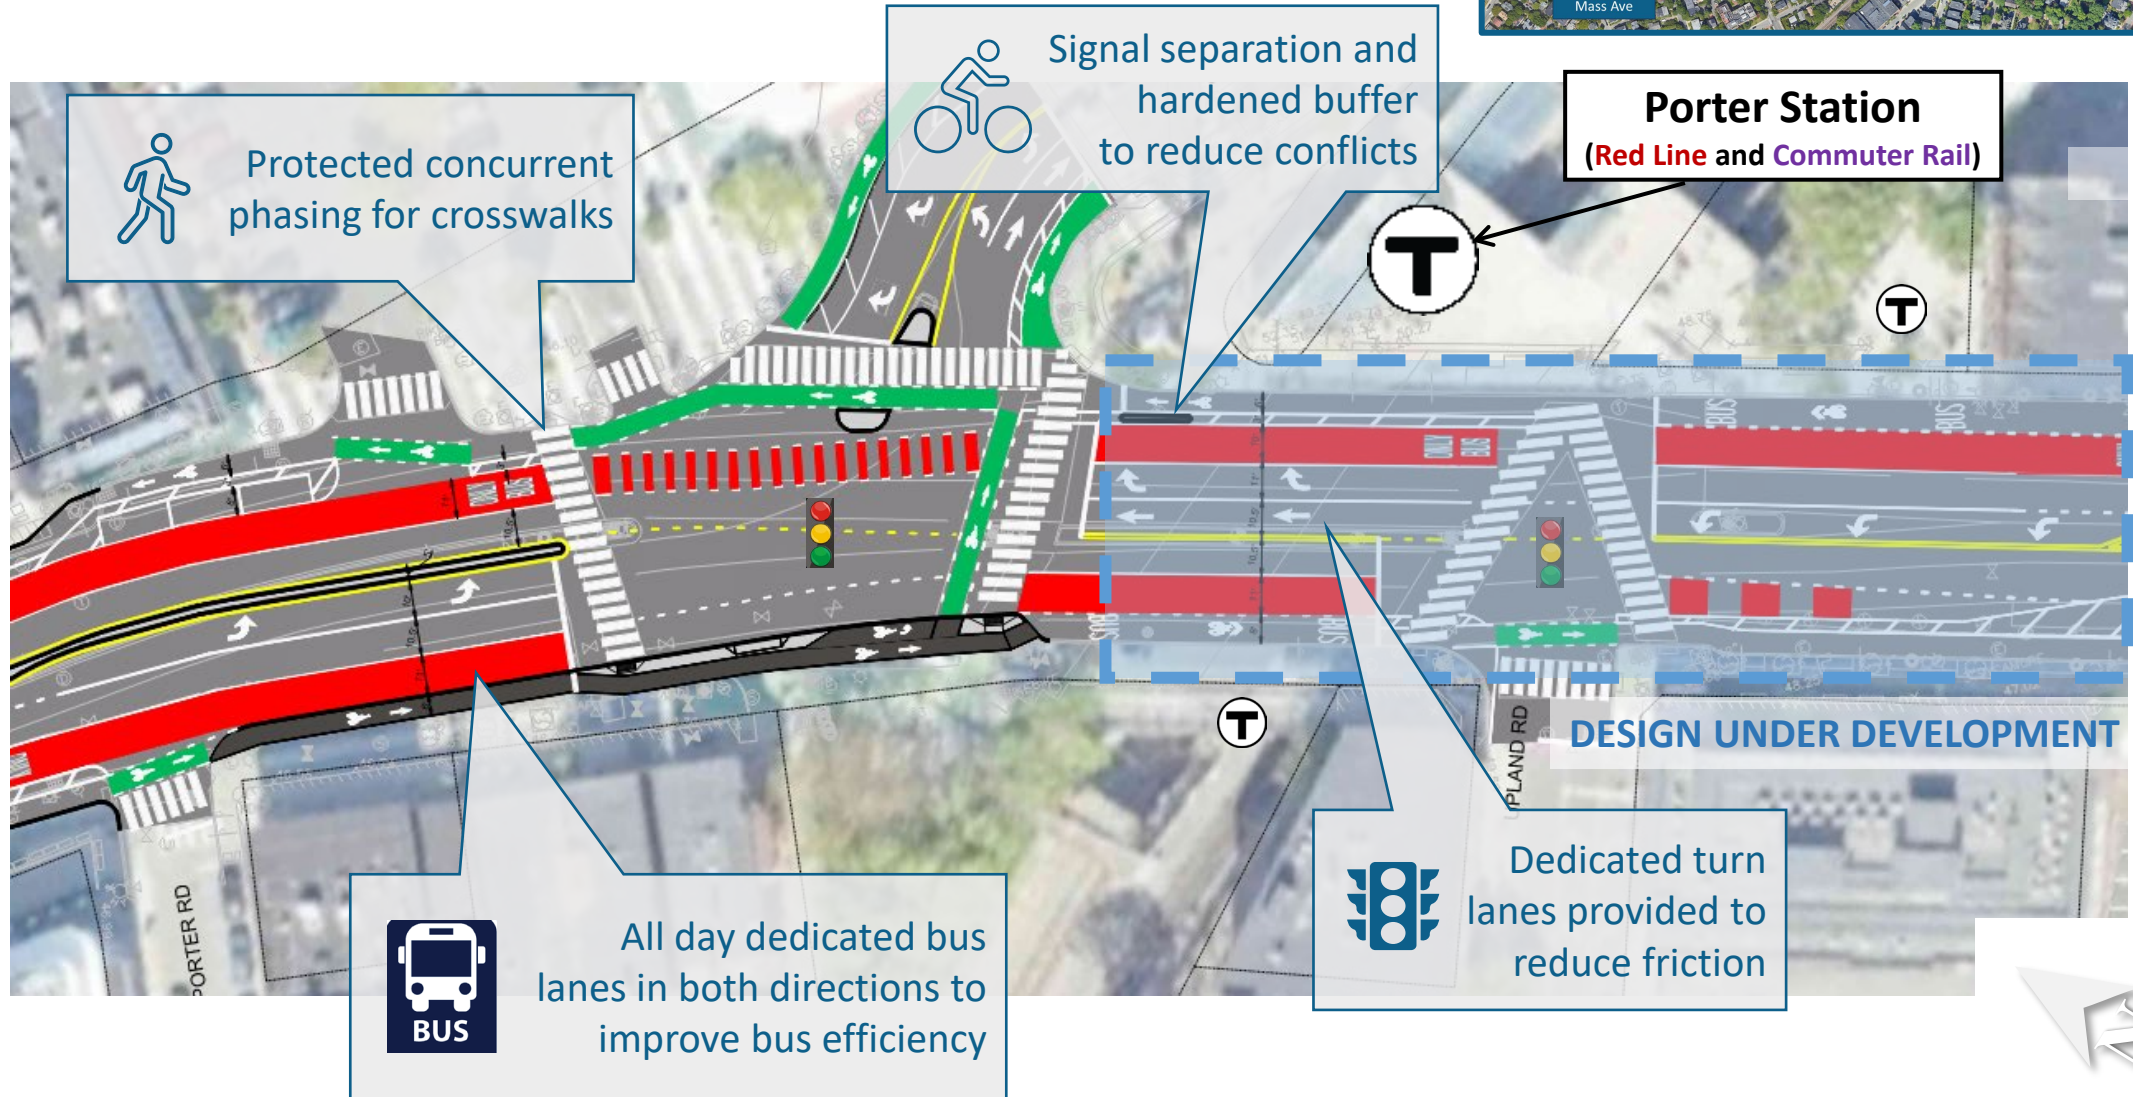 Mass Ave
Signal separation and
hardened buffer
to reduce conflicts
Porter Station
(Red Line and Commuter Rail)
Protected concurrent
phasing for crosswalks
T
T
BUS
BUS
ONLY
BUS
T
DESIGN UNDER DEVELOPMENT
UPLAND RD
PORTER RD
Dedicated turn
lanes provided to
reduce friction
BUS
All day dedicated bus
lanes in both directions to
improve bus efficiency